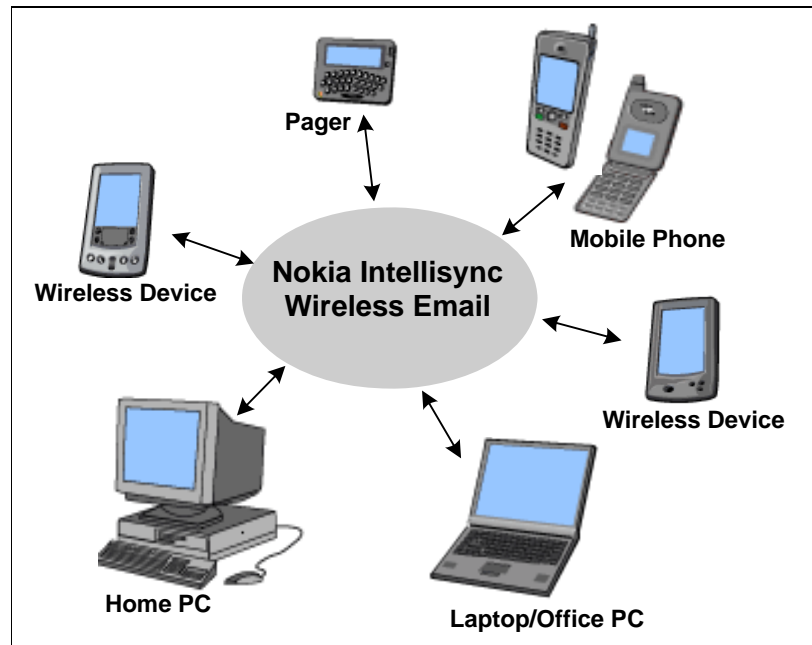 Pager
Mobile Phone
Wireless Device
Nokia Intellisync
Wireless Email
Wireless Device
Home PC
Laptop/Office PC